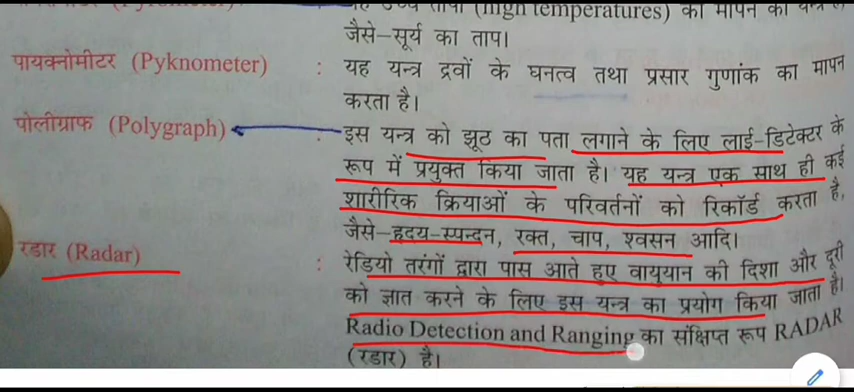 (high temperatures) को मापने का यन्त्र
जैसे–सूर्य का ताप।
पायक्नोमीटर (Pyknometer) : यह यन्त्र द्रवों के घनत्व तथा प्रसार गुणांक का मापन
करता है।
पोलीग्राफ (Polygraph) : इस यन्त्र को झूठ का पता लगाने के लिए लाई-डिटेक्टर के
रूप में प्रयुक्त किया जाता है। यह यन्त्र एक साथ ही कई
शारीरिक क्रियाओं के परिवर्तनों को रिकॉर्ड करता है,
जैसे–हृदय-स्पन्दन, रक्त, चाप, श्वसन आदि।
रडार (Radar) : रेडियो तरंगों द्वारा पास आते हुए वायुयान की दिशा और दूरी
को ज्ञात करने के लिए इस यन्त्र का प्रयोग किया जाता है।
Radio Detection and Ranging का संक्षिप्त रूप RADAR
(रडार) है।